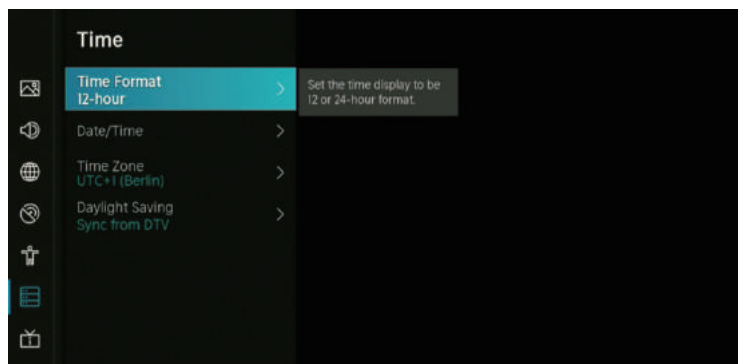 Time
Time Format
12-hour
Set the time display to be
12 or 24-hour format.
Date/Time
Time Zone
UTC+1 (Berlin)
Daylight Saving
Sync from DTV